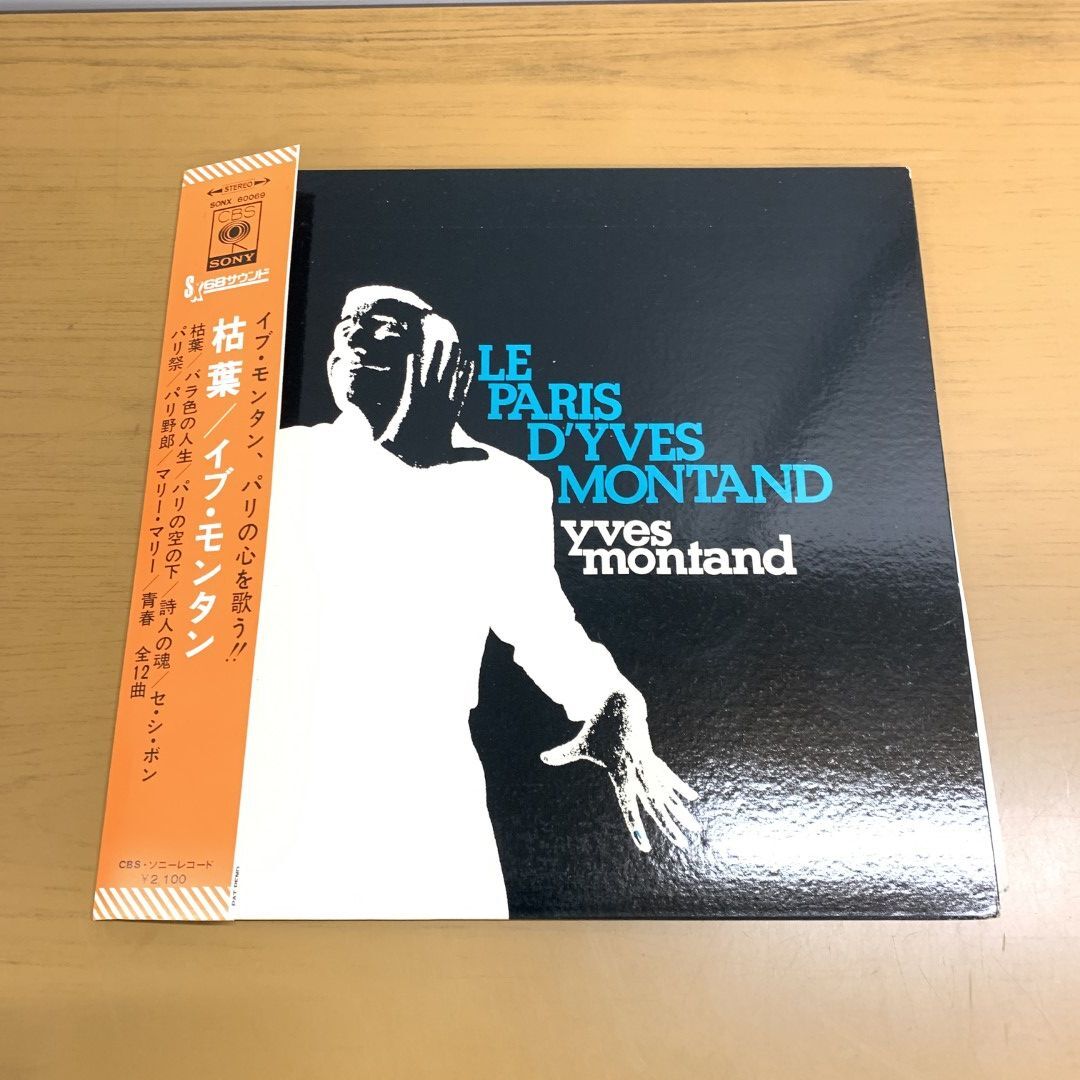 STEREO
SONX 60069
CBS
SONY
SX68サウンド
イブ・モンタン、パリの心を歌う!!
枯葉/イブ・モンタン
枯葉/バラ色の人生/パリの空の下/詩人の魂/セ・シ・ボン
パリ祭/パリ野郎/マリー・マリー/青春 全12曲
CBS・ソニーレコード
¥2,100
LE
PARIS
D'YVES
MONTAND
yves
montand